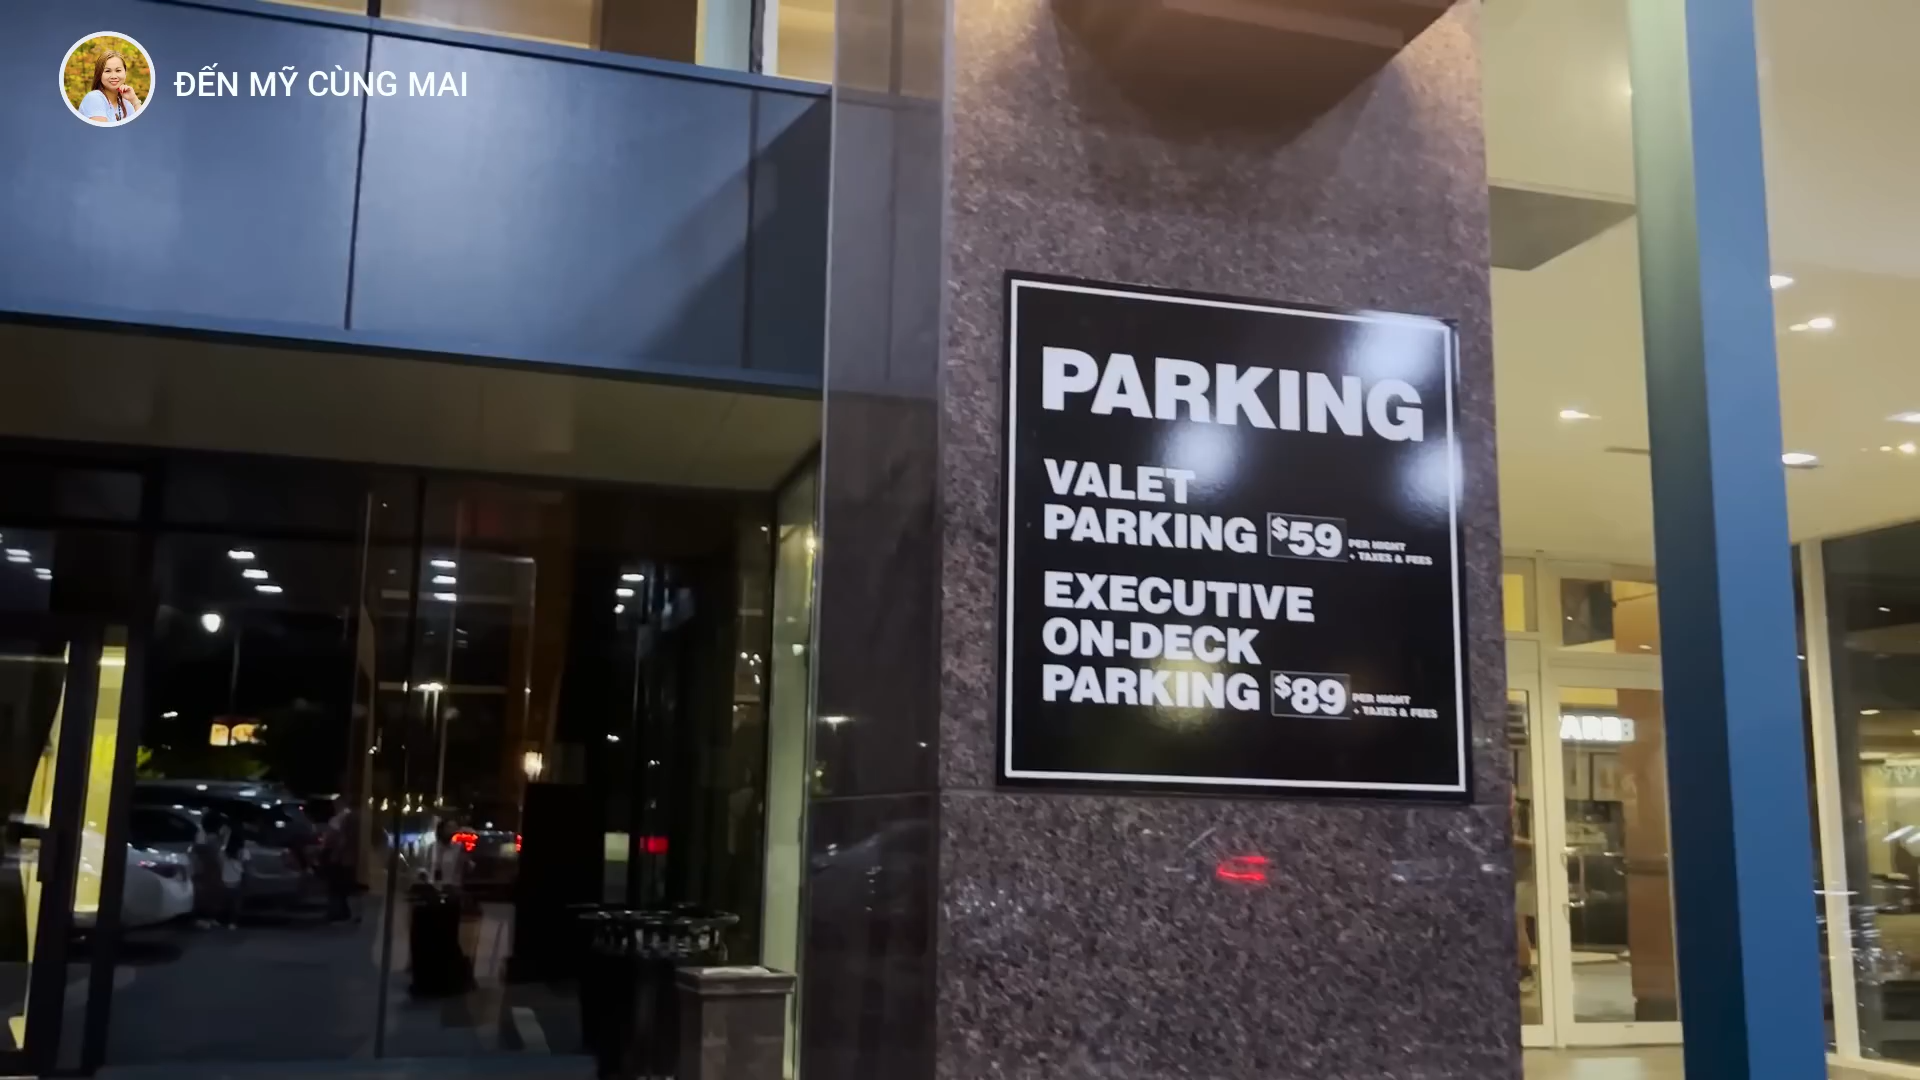 ĐẾN MỸ CÙNG MAI
PARKING
VALET
PARKING $59 PER NIGHT
+ TAXES & FEES
EXECUTIVE
ON-DECK
PARKING $89 PER NIGHT
+ TAXES & FEES